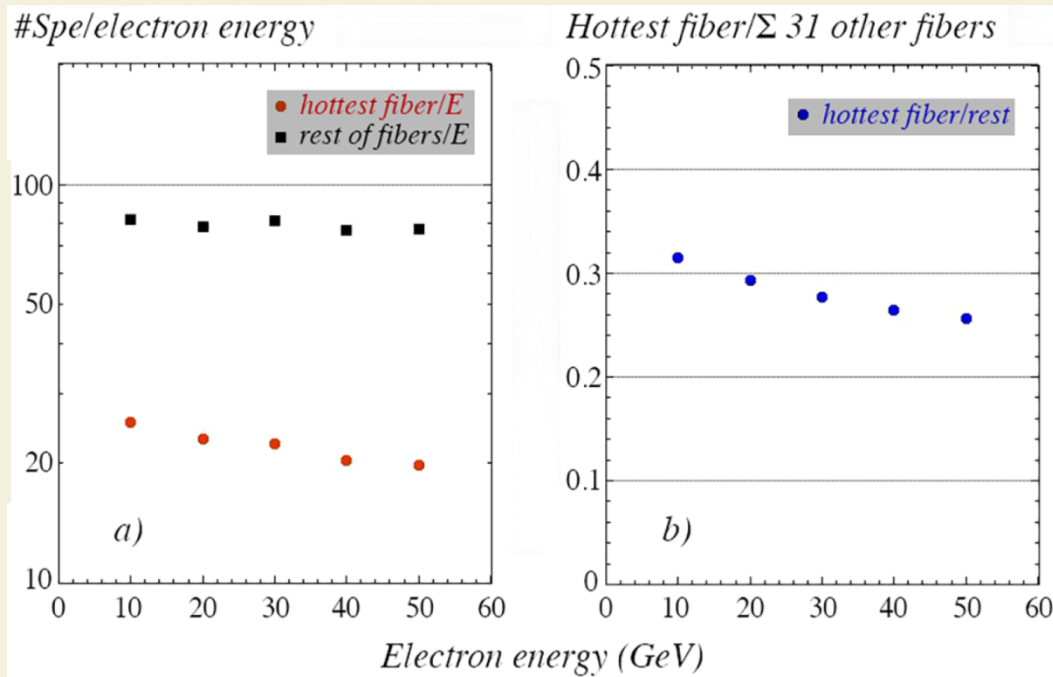 #Spe/electron energy
hottest fiber/E
rest of fibers/E
100
50
20
10
a)
0 10 20 30 40 50 60
Hottest fiber/Σ 31 other fibers
hottest fiber/rest
0.5
0.4
0.3
0.2
0.1
0
b)
0 10 20 30 40 50 60
Electron energy (GeV)